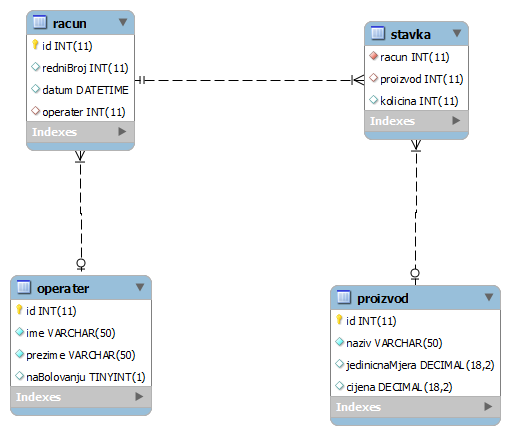 racun
id INT(11)
redniBroj INT(11)
datum DATETIME
operater INT(11)
Indexes
stavka
racun INT(11)
proizvod INT(11)
kolicina INT(11)
Indexes
operater
id INT(11)
ime VARCHAR(50)
prezime VARCHAR(50)
naBolovanju TINYINT(1)
Indexes
proizvod
id INT(11)
naziv VARCHAR(50)
jedinicnaMjera DECIMAL(18,2)
cijena DECIMAL(18,2)
Indexes